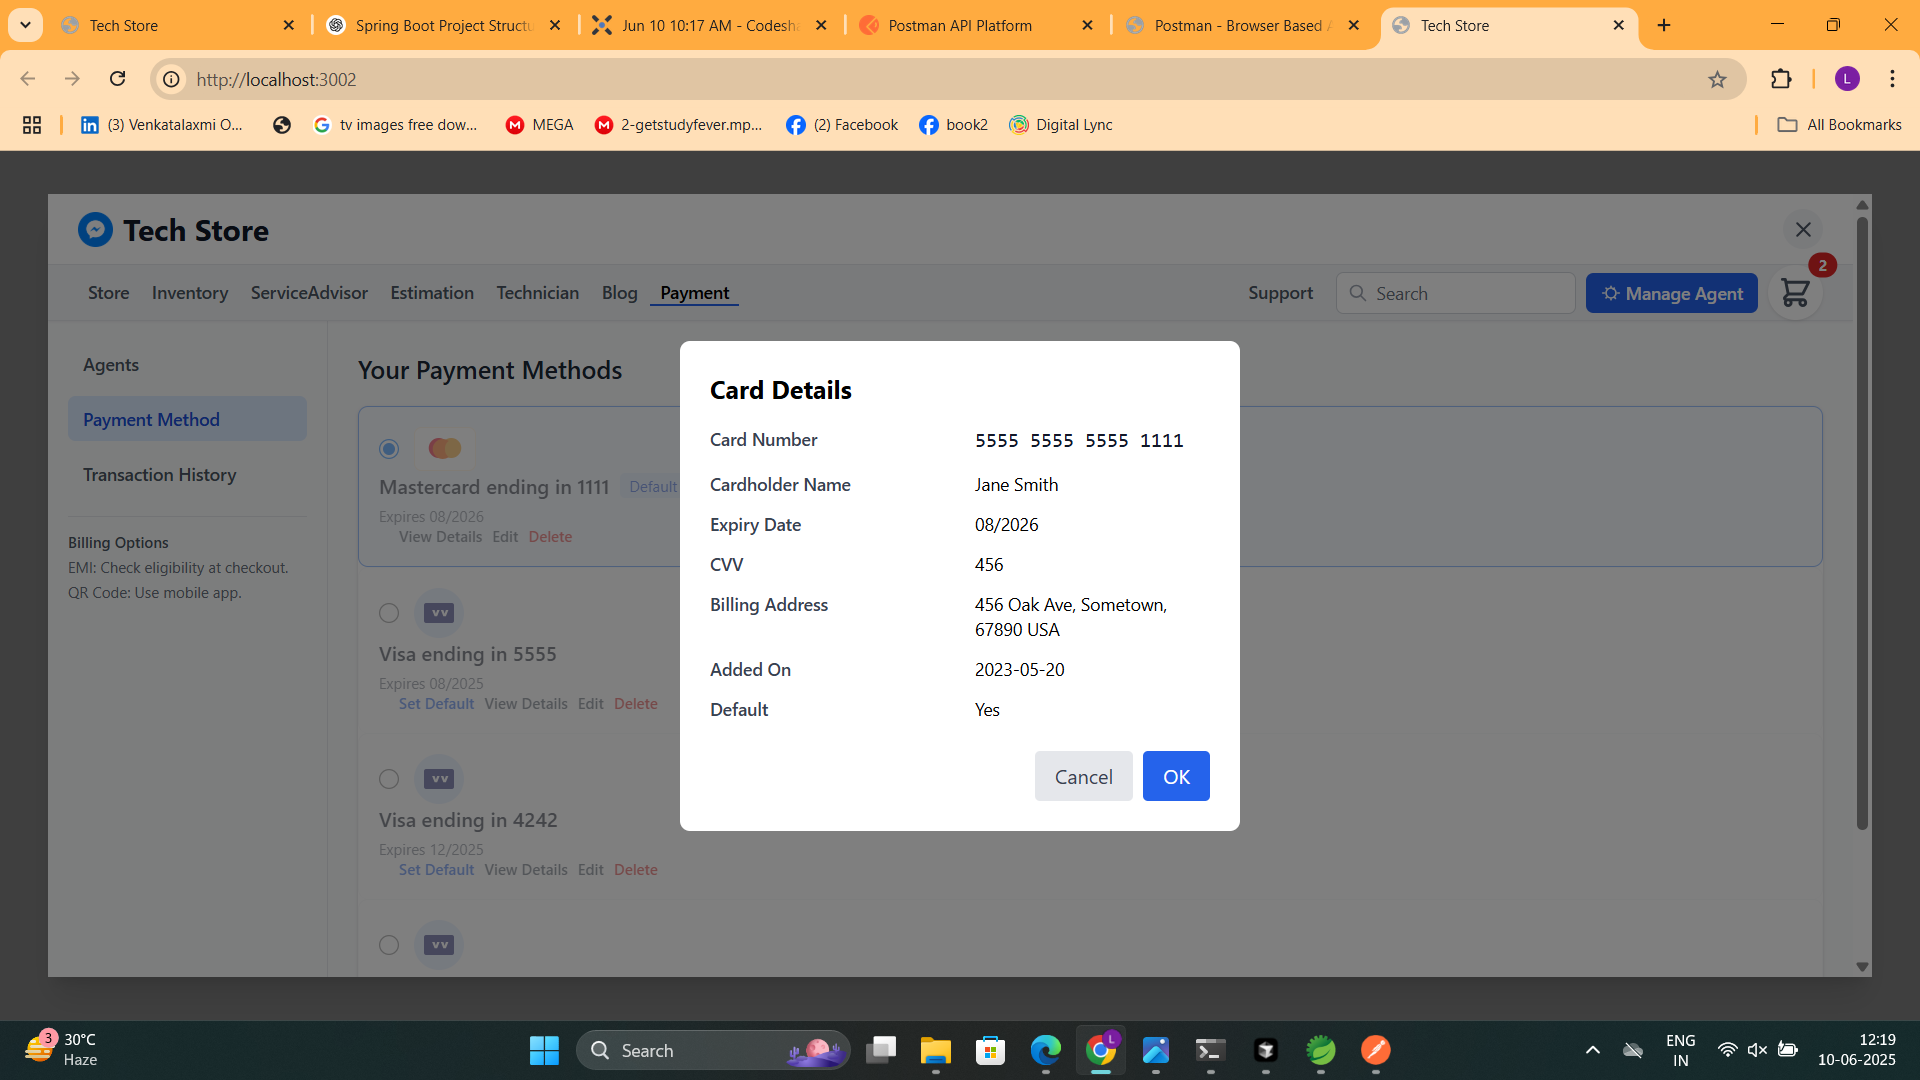 Tech Store
Spring Boot Project Structu
Jun 10 10:17 AM - Codesha
Postman API Platform
Postman - Browser Based A
Tech Store
http://localhost:3002
L
(3) Venkatalaxmi O...
tv images free dow...
MEGA
2-getstudyfever.mp...
(2) Facebook
book2
Digital Lync
All Bookmarks
Tech Store
2
Store
Inventory
ServiceAdvisor
Estimation
Technician
Blog
Payment
Support
Search
Manage Agent
Agents
Payment Method
Transaction History
Billing Options
EMI: Check eligibility at checkout.
QR Code: Use mobile app.
Your Payment Methods
Mastercard ending in 1111
Default
Expires 08/2026
View Details Edit Delete
VV
Visa ending in 5555
Expires 08/2025
Set Default View Details Edit Delete
VV
Visa ending in 4242
Expires 12/2025
Set Default View Details Edit Delete
VV
Card Details
Card Number 5555 5555 5555 1111
Cardholder Name Jane Smith
Expiry Date 08/2026
CVV 456
Billing Address 456 Oak Ave, Sometown,
67890 USA
Added On 2023-05-20
Default Yes
Cancel
OK
3
30°C
Haze
Search
L
ENG
IN
12:19
10-06-2025